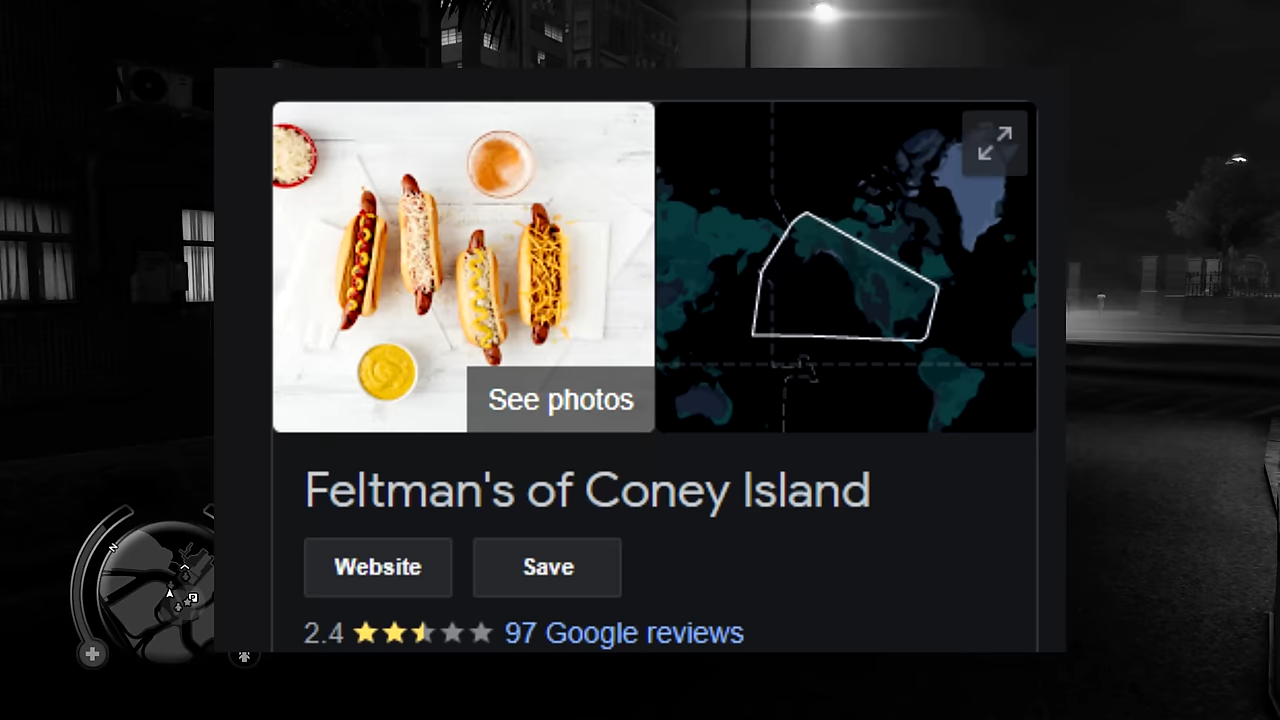 See photos
Feltman's of Coney Island
Website
Save
2.4 97 Google reviews
N
P